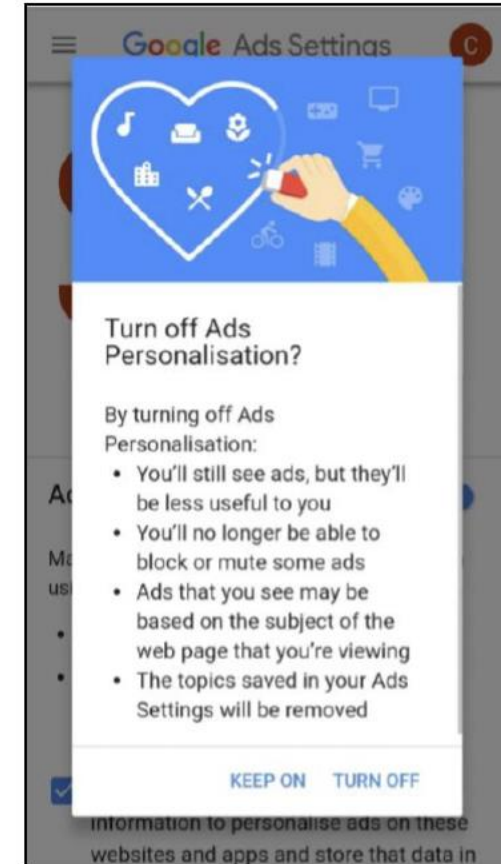 Google Ads Settings
C
Turn off Ads
Personalisation?
By turning off Ads
Personalisation:
• You'll still see ads, but they'll
be less useful to you
• You'll no longer be able to
block or mute some ads
• Ads that you see may be
based on the subject of the
web page that you're viewing
• The topics saved in your Ads
Settings will be removed
KEEP ON TURN OFF
information to personalise ads on these
websites and apps and store that data in